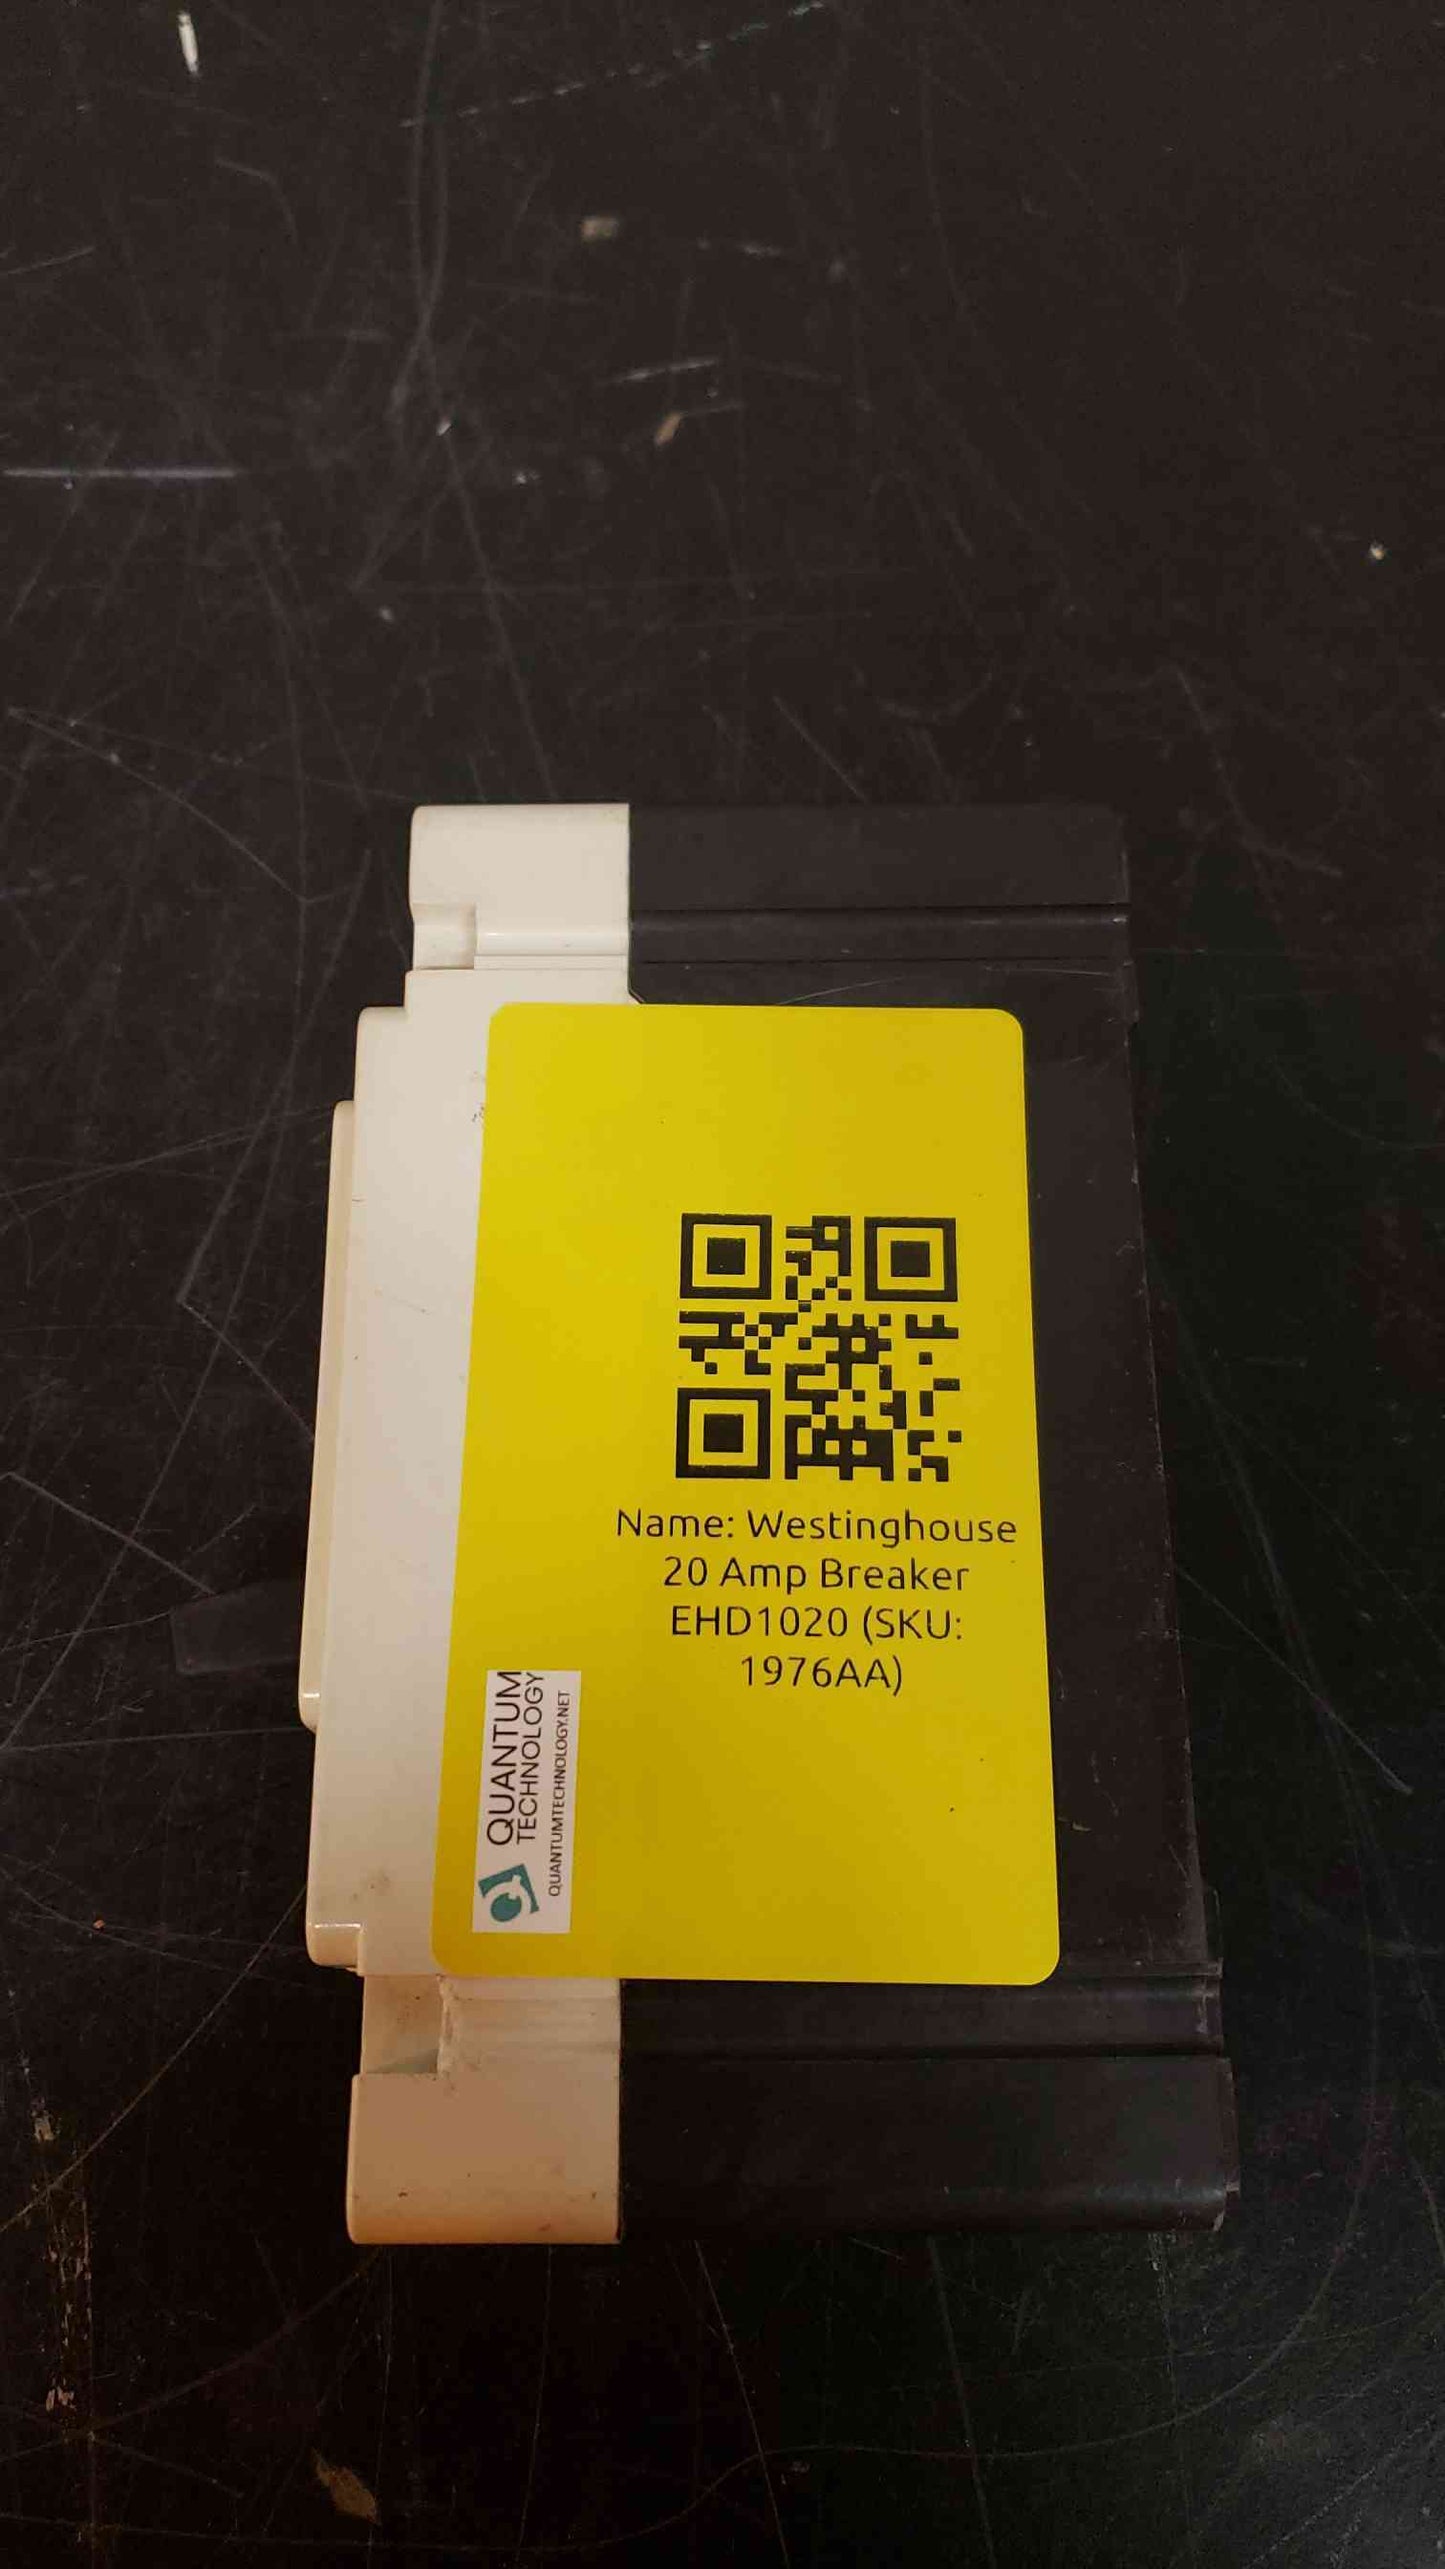 Name: Westinghouse
20 Amp Breaker
EHD1020 (SKU:
1976AA)
QUANTUM
TECHNOLOGY
QUANTUMTECHNOLOGY.NET